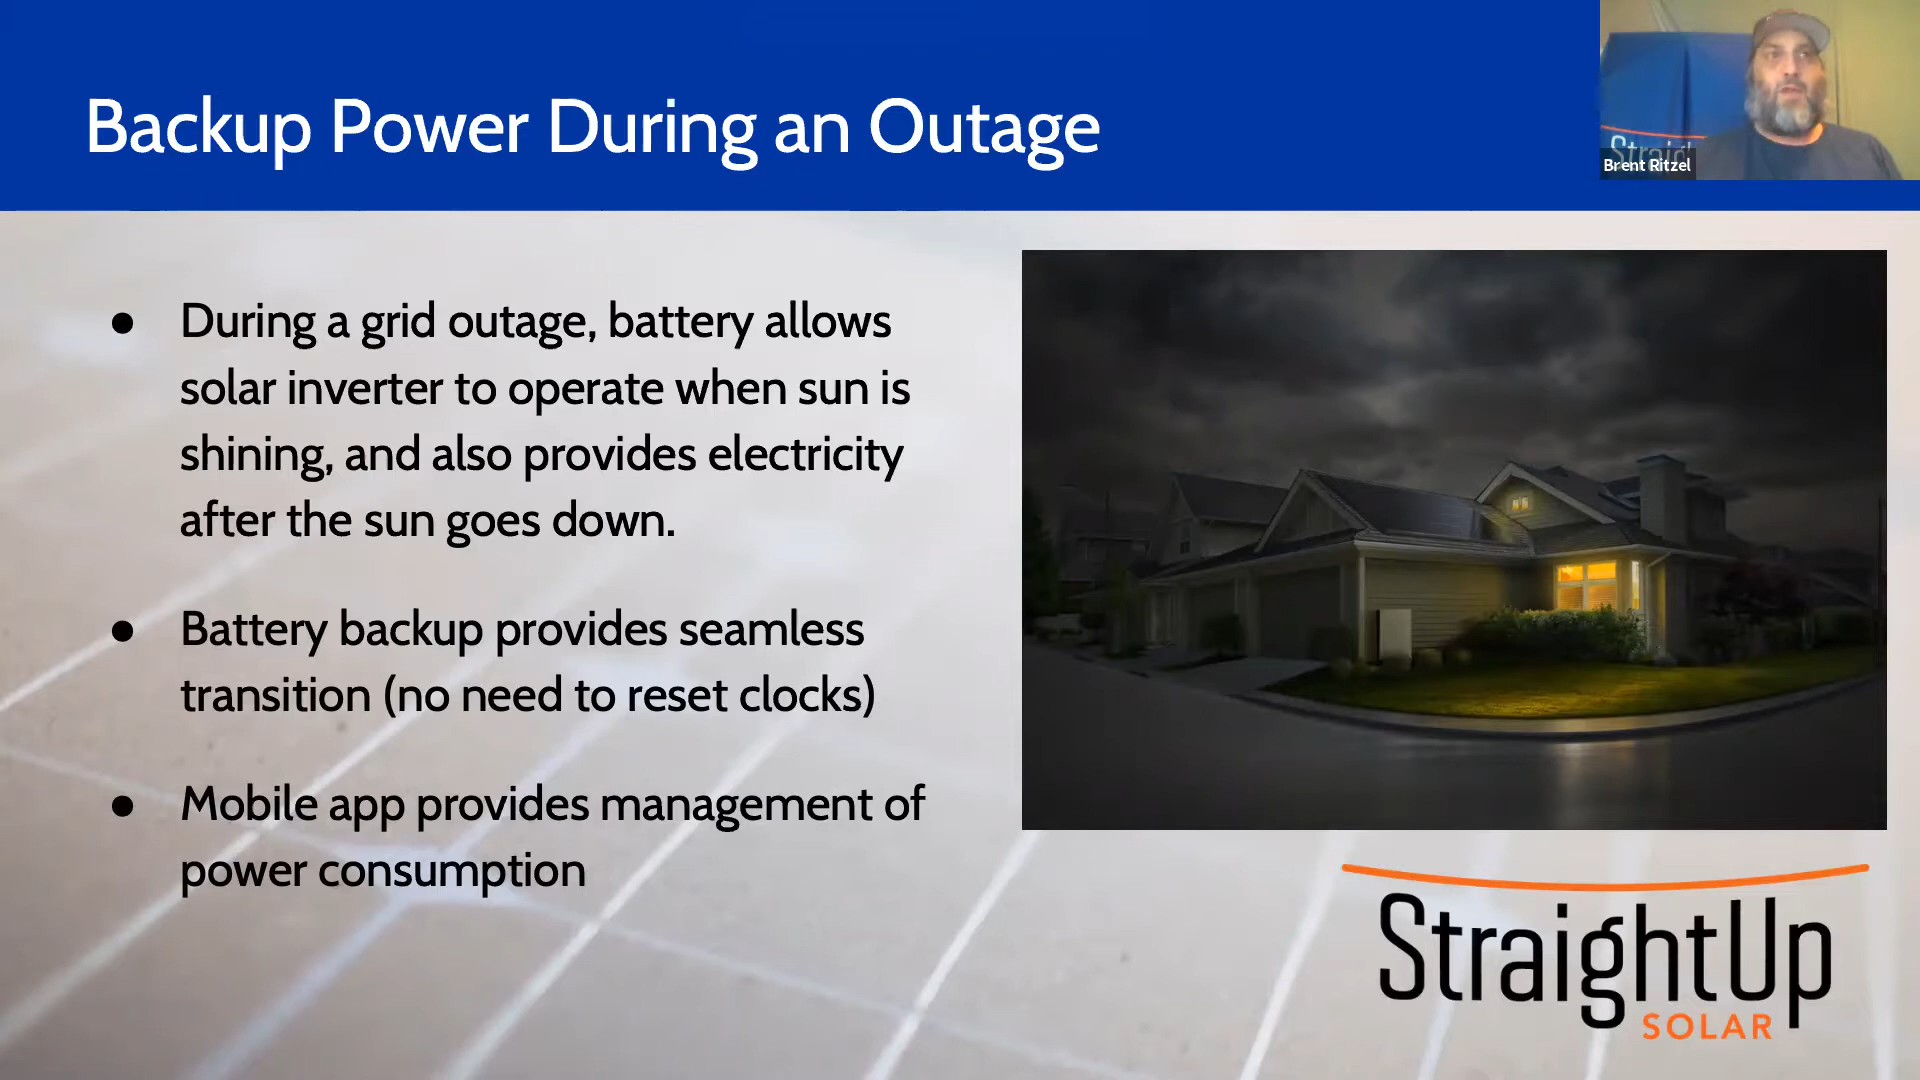 Backup Power During an Outage
Straig
Brent Ritzel
● During a grid outage, battery allows
solar inverter to operate when sun is
shining, and also provides electricity
after the sun goes down.
● Battery backup provides seamless
transition (no need to reset clocks)
● Mobile app provides management of
power consumption
StraightUp
SOLAR